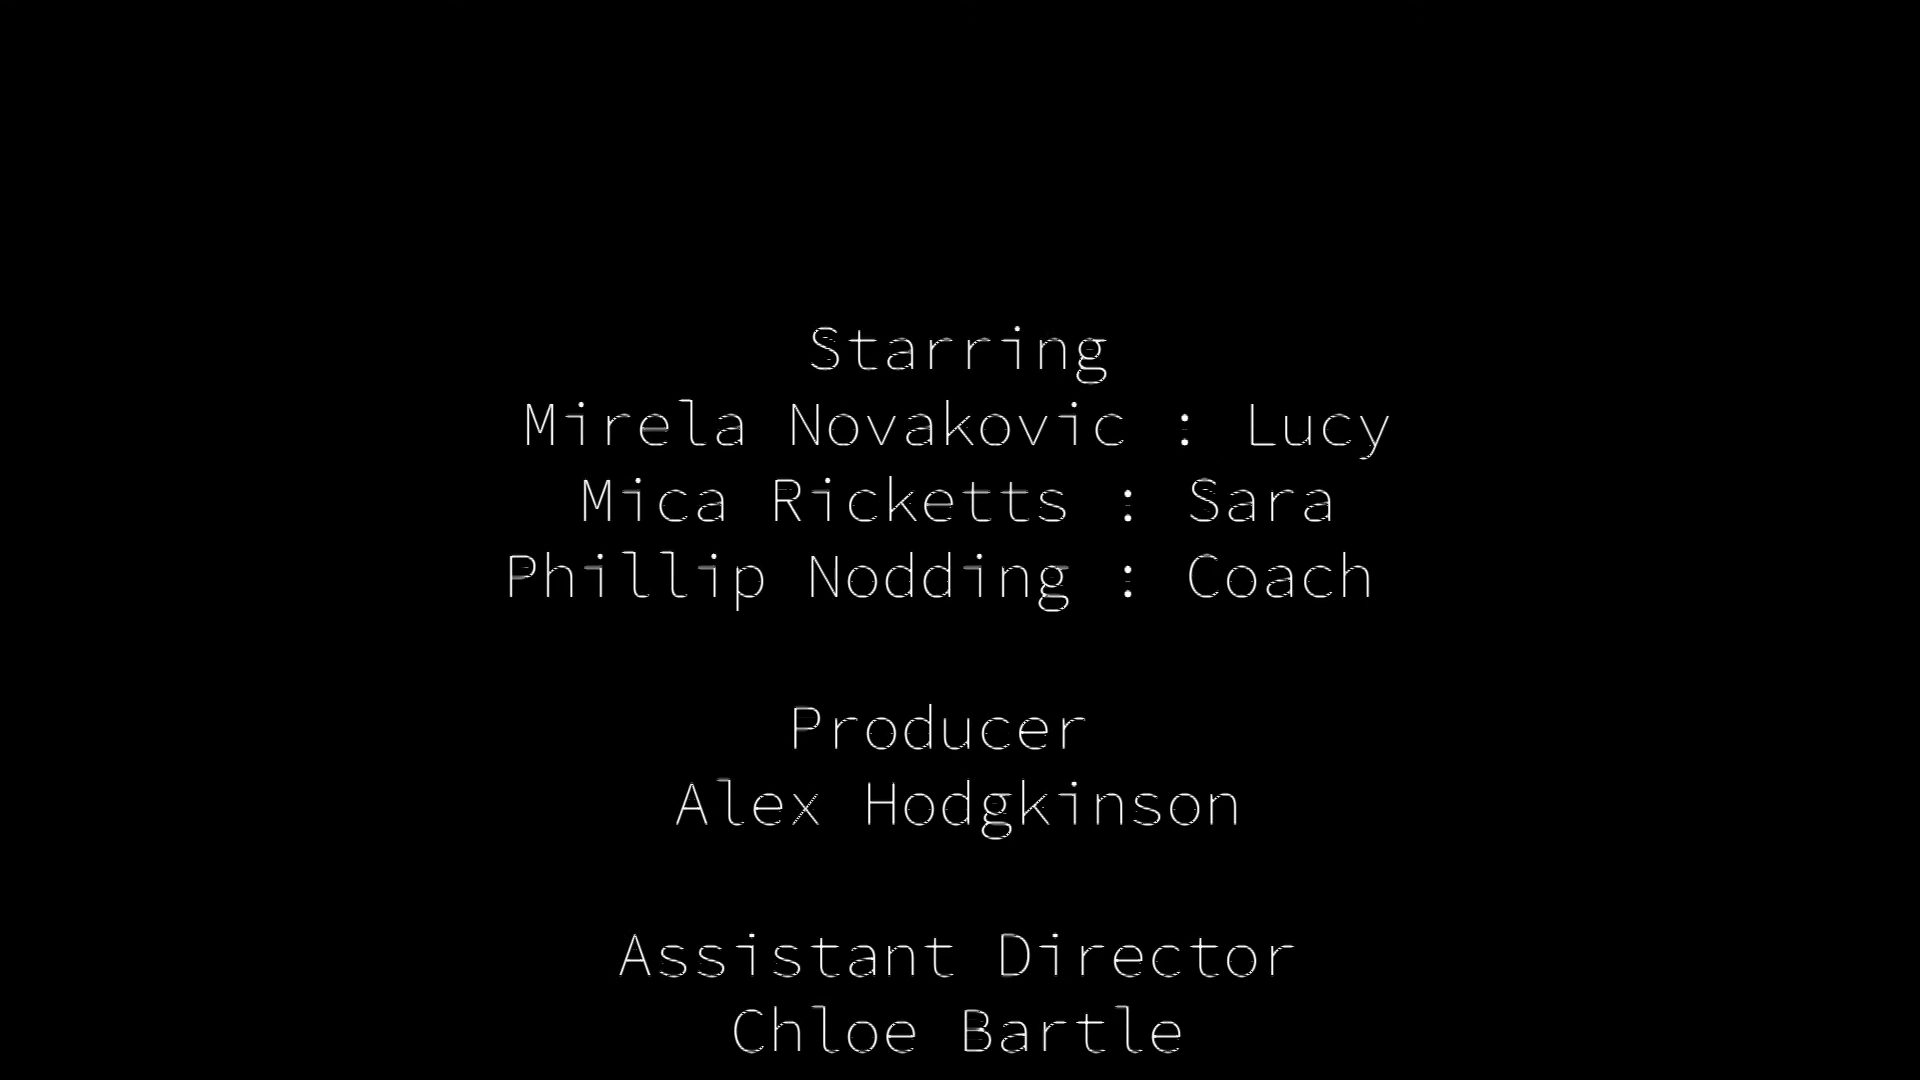 Starring
Mirela Novakovic : Lucy
Mica Ricketts : Sara
Phillip Nodding : Coach
Producer
Alex Hodgkinson
Assistant Director
Chloe Bartle